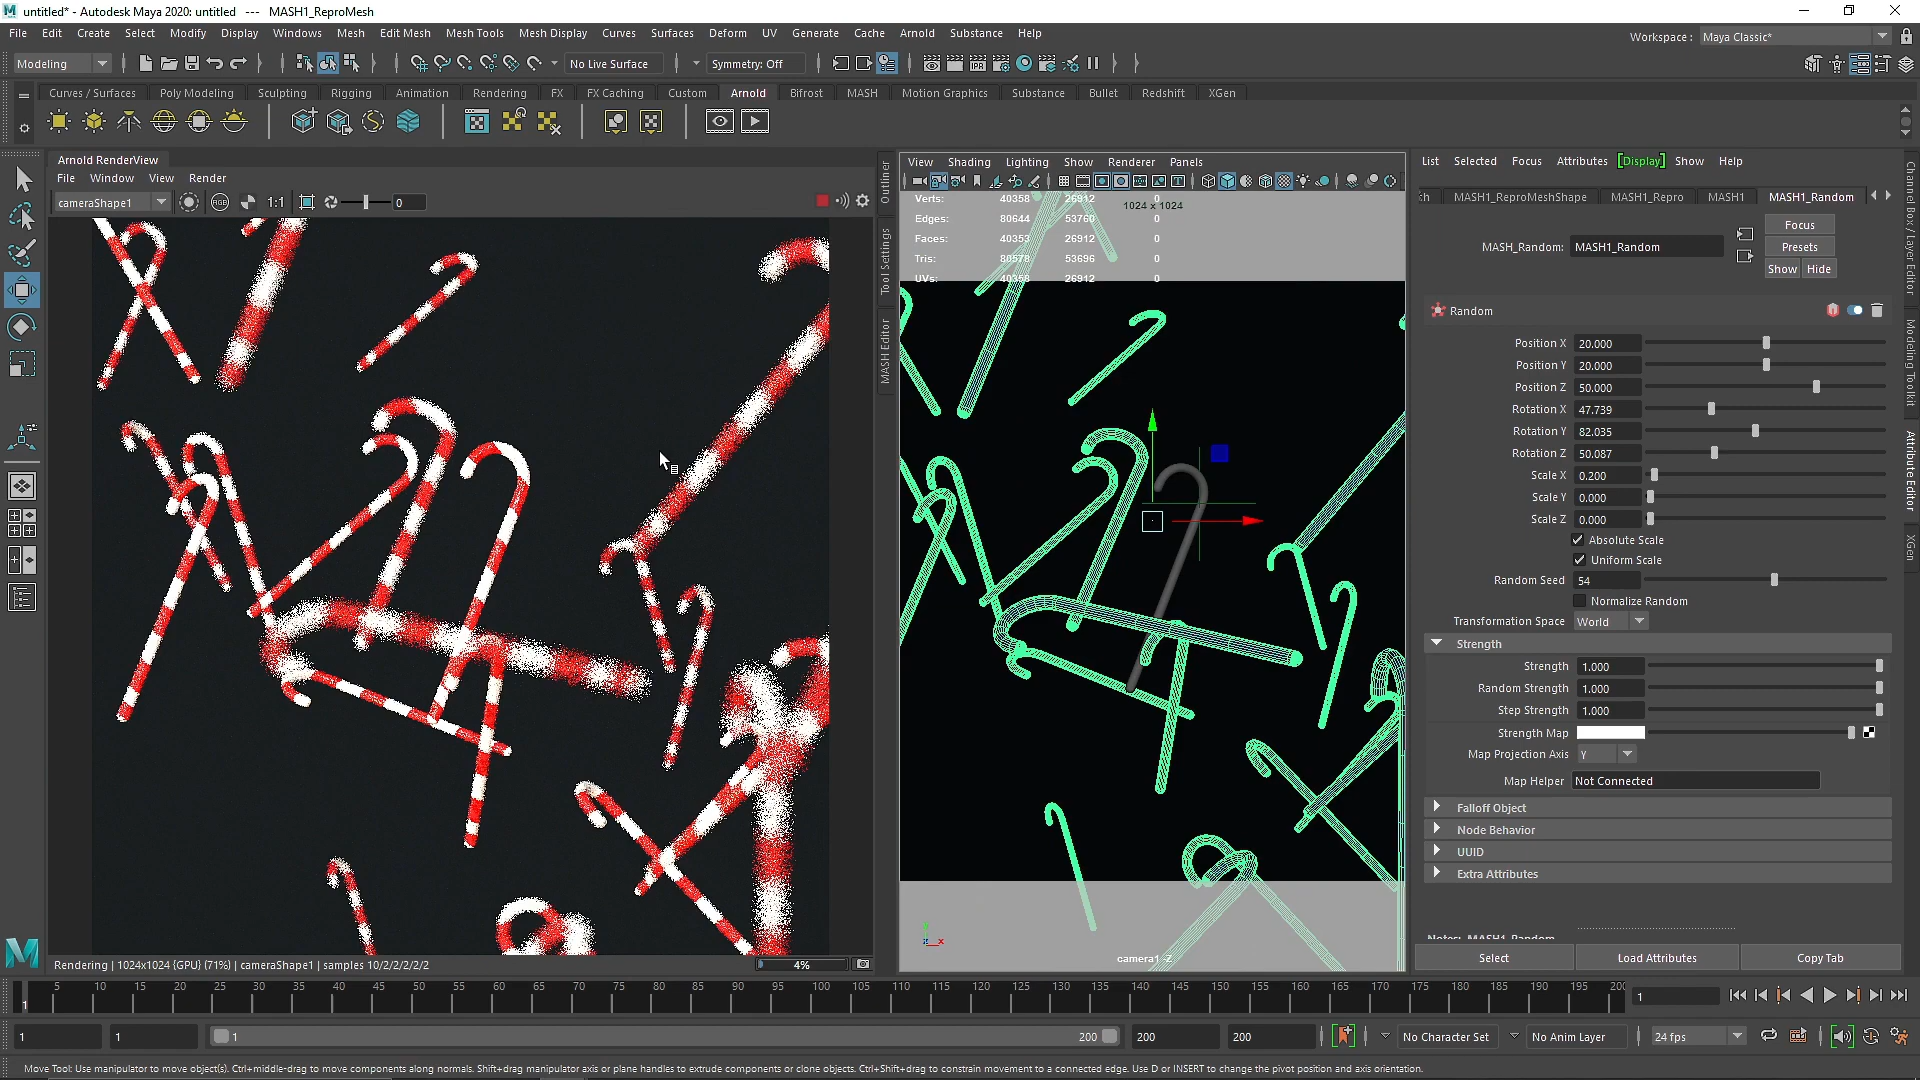 untitled* - Autodesk Maya 2020: untitled --- MASH1_ReproMesh
File Edit Create Select Modify Display Windows Mesh Edit Mesh Mesh Tools Mesh Display Curves Surfaces Deform UV Generate Cache Arnold Substance Help
Workspace : Maya Classic*
Modeling
No Live Surface
Symmetry: Off
IPR
Curves / Surfaces Poly Modeling Sculpting Rigging Animation Rendering FX FX Caching Custom Arnold Bifrost MASH Motion Graphics Substance Bullet Redshift XGen
Arnold RenderView
File Window View Render
cameraShape1
RGB
1:1
0
Outliner
Tool Settings
MASH Editor
View Shading Lighting Show Renderer Panels
Verts: 40358 26912 0
1024 x 1024
Edges: 80644 53760 0
Faces: 40353 26912 0
Tris: 80578 53696 0
UVs: 40358 26912 0
camera1 -Z
List Selected Focus Attributes [Display] Show Help
MASH1_ReproMeshShape MASH1_Repro MASH1 MASH1_Random
MASH_Random: MASH1_Random
Focus
Presets
Show Hide
Random
Position X 20.000
Position Y 20.000
Position Z 50.000
Rotation X 47.739
Rotation Y 82.035
Rotation Z 50.087
Scale X 0.200
Scale Y 0.000
Scale Z 0.000
Absolute Scale
Uniform Scale
Random Seed 54
Normalize Random
Transformation Space World
Strength
Strength 1.000
Random Strength 1.000
Step Strength 1.000
Strength Map
Map Projection Axis Y
Map Helper Not Connected
Falloff Object
Node Behavior
UUID
Extra Attributes
Notes: MASH1_Random
Select Load Attributes Copy Tab
Channel Box / Layer Editor
Modeling Toolkit
Attribute Editor
XGen
Rendering | 1024x1024 {GPU} (71%) | cameraShape1 | samples 10/2/2/2/2/2
4%
1 5 10 15 20 25 30 35 40 45 50 55 60 65 70 75 80 85 90 95 100 105 110 115 120 125 130 135 140 145 150 155 160 165 170 175 180 185 190 195 200
1
1 1 1 200 200 200
No Character Set
No Anim Layer
24 fps
Move Tool: Use manipulator to move object(s). Ctrl+middle-drag to move components along normals. Shift+drag manipulator axis or plane handles to extrude components or clone objects. Ctrl+Shift+drag to constrain movement to a connected edge. Use D or INSERT to change the pivot position and axis orientation.